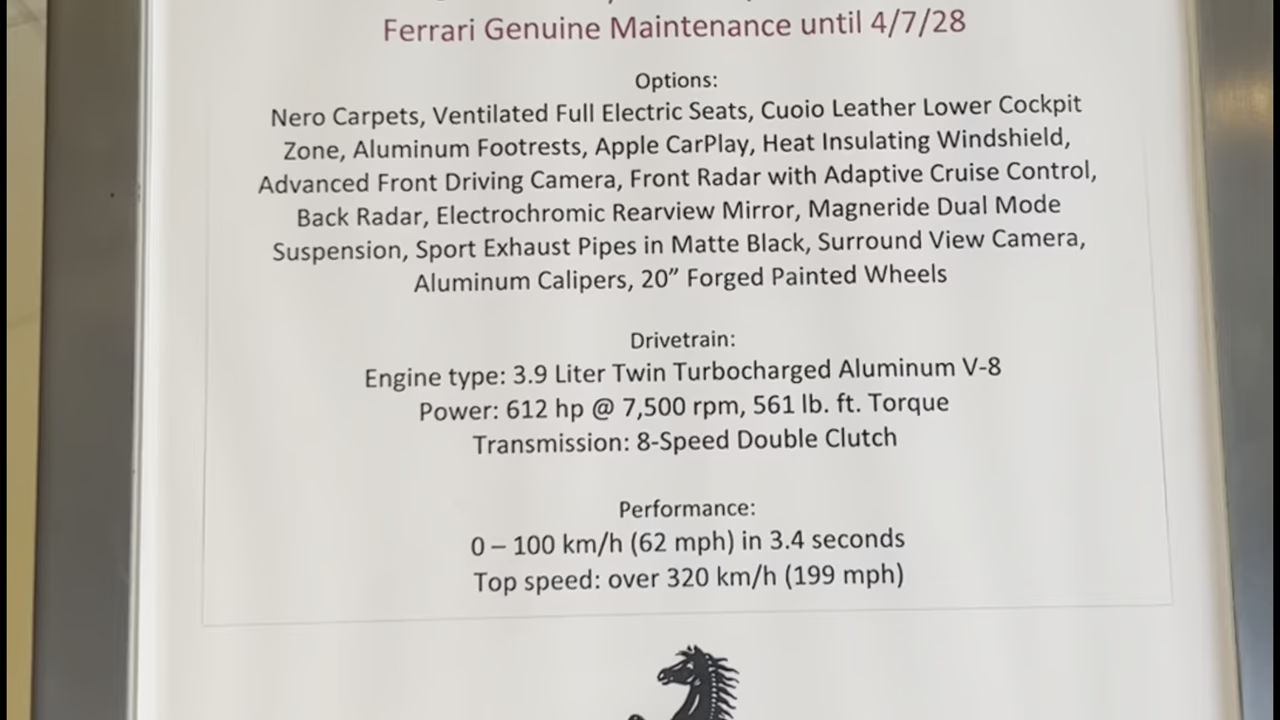 Ferrari Genuine Maintenance until 4/7/28
Options:
Nero Carpets, Ventilated Full Electric Seats, Cuoio Leather Lower Cockpit
Zone, Aluminum Footrests, Apple CarPlay, Heat Insulating Windshield,
Advanced Front Driving Camera, Front Radar with Adaptive Cruise Control,
Back Radar, Electrochromic Rearview Mirror, Magneride Dual Mode
Suspension, Sport Exhaust Pipes in Matte Black, Surround View Camera,
Aluminum Calipers, 20” Forged Painted Wheels
Drivetrain:
Engine type: 3.9 Liter Twin Turbocharged Aluminum V-8
Power: 612 hp @ 7,500 rpm, 561 lb. ft. Torque
Transmission: 8-Speed Double Clutch
Performance:
0 – 100 km/h (62 mph) in 3.4 seconds
Top speed: over 320 km/h (199 mph)